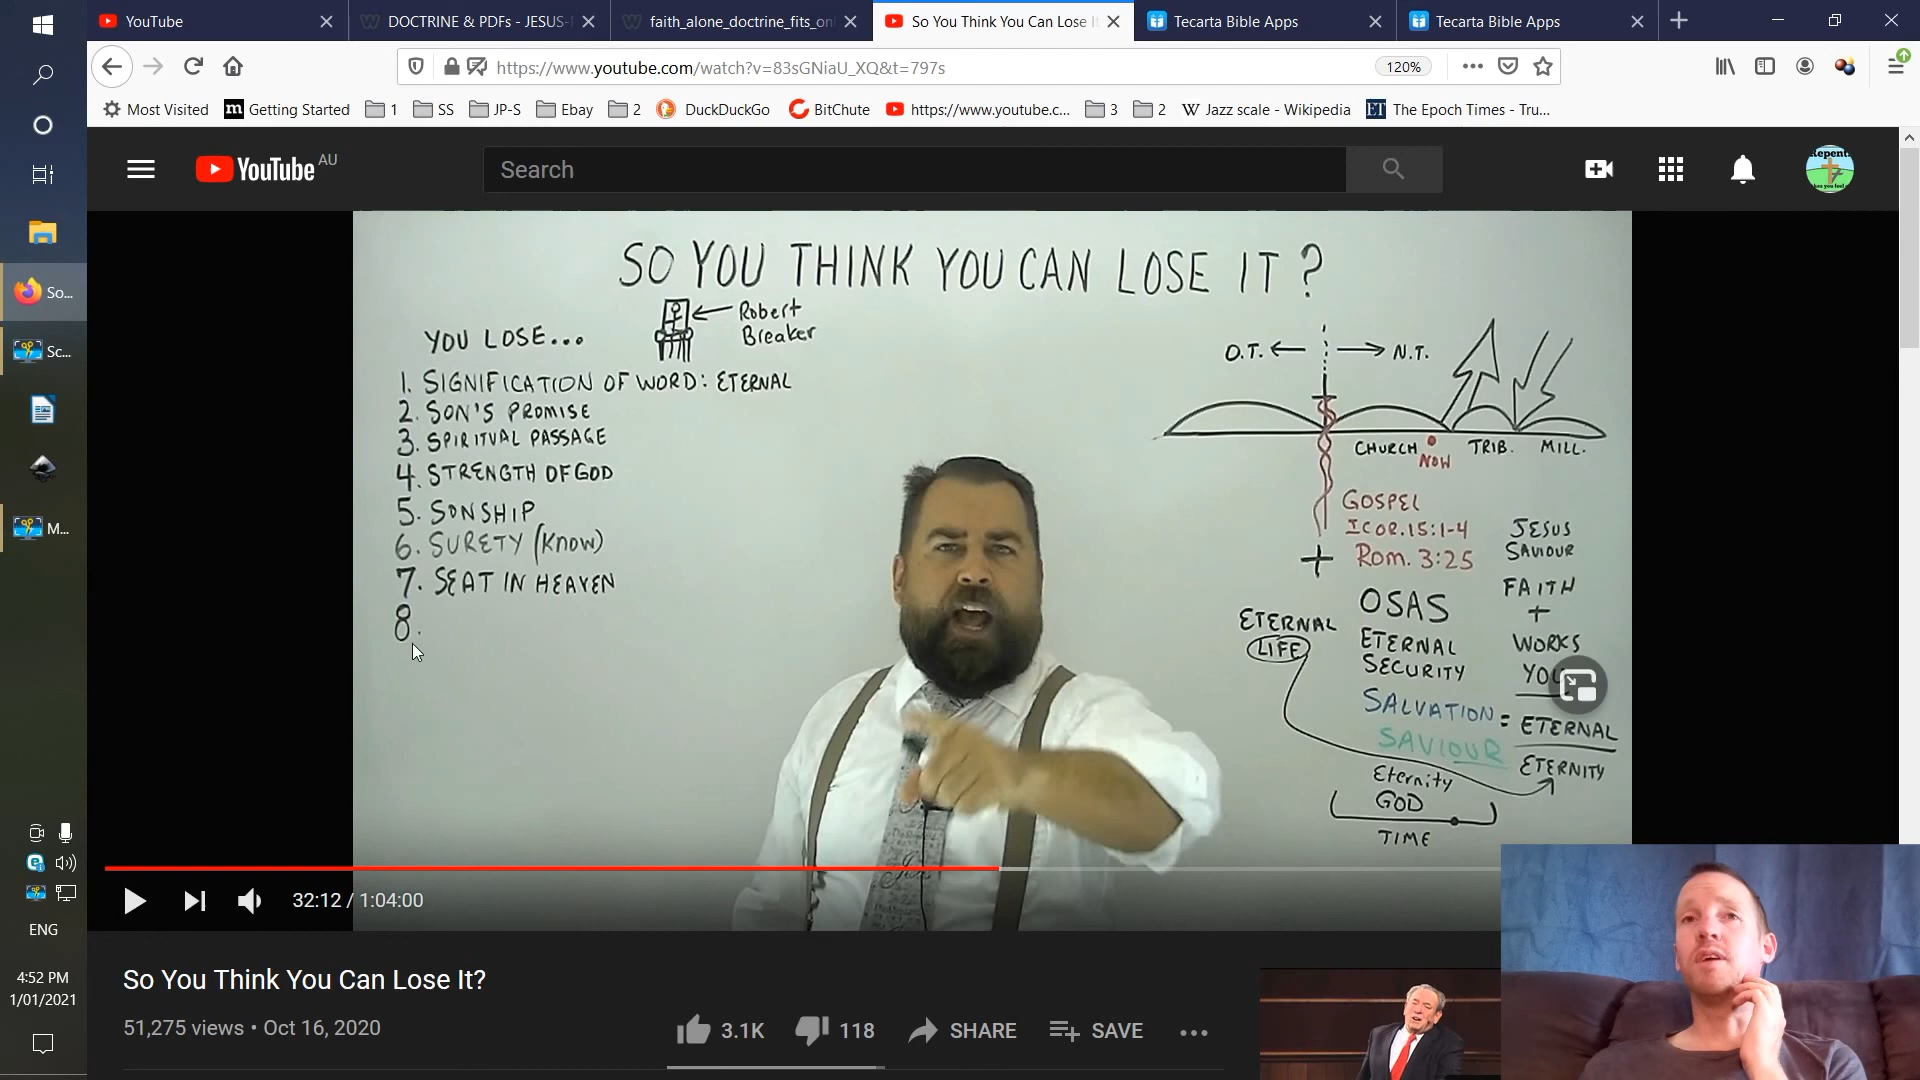 YouTube
DOCTRINE & PDFs - JESUS-
faith_alone_doctrine_fits_on
So You Think You Can Lose It
Tecarta Bible Apps
Tecarta Bible Apps
https://www.youtube.com/watch?v=83sGNiaU_XQ&t=797s
120%
Most Visited
m Getting Started
1
SS
JP-S
Ebay
2
DuckDuckGo
BitChute
https://www.youtube.c...
3
2
W Jazz scale - Wikipedia
ET The Epoch Times - Tru...
YouTube AU
Search
Repent
SO YOU THINK YOU CAN LOSE IT?
Robert
Breaker
YOU LOSE...
1. SIGNIFICATION OF WORD: ETERNAL
2. SON'S PROMISE
3. SPIRITUAL PASSAGE
4. STRENGTH OF GOD
5. SONSHIP
6. SURETY (KNOW)
7. SEAT IN HEAVEN
8.
O.T.
N.T.
CHURCH
NOW
TRIB.
MILL.
GOSPEL
I COR. 15:1-4
Rom. 3:25
OSAS
ETERNAL
SECURITY
SALVATION
SAVIOUR
ETERNAL
LIFE
JESUS
SAVIOUR
FAITH
+
WORKS
YOU
= ETERNAL
ETERNITY
Eternity
GOD
TIME
32:12 / 1:04:00
So You Think You Can Lose It?
51,275 views • Oct 16, 2020
3.1K
118
SHARE
SAVE
So...
Sc...
M...
ENG
4:52 PM
1/01/2021